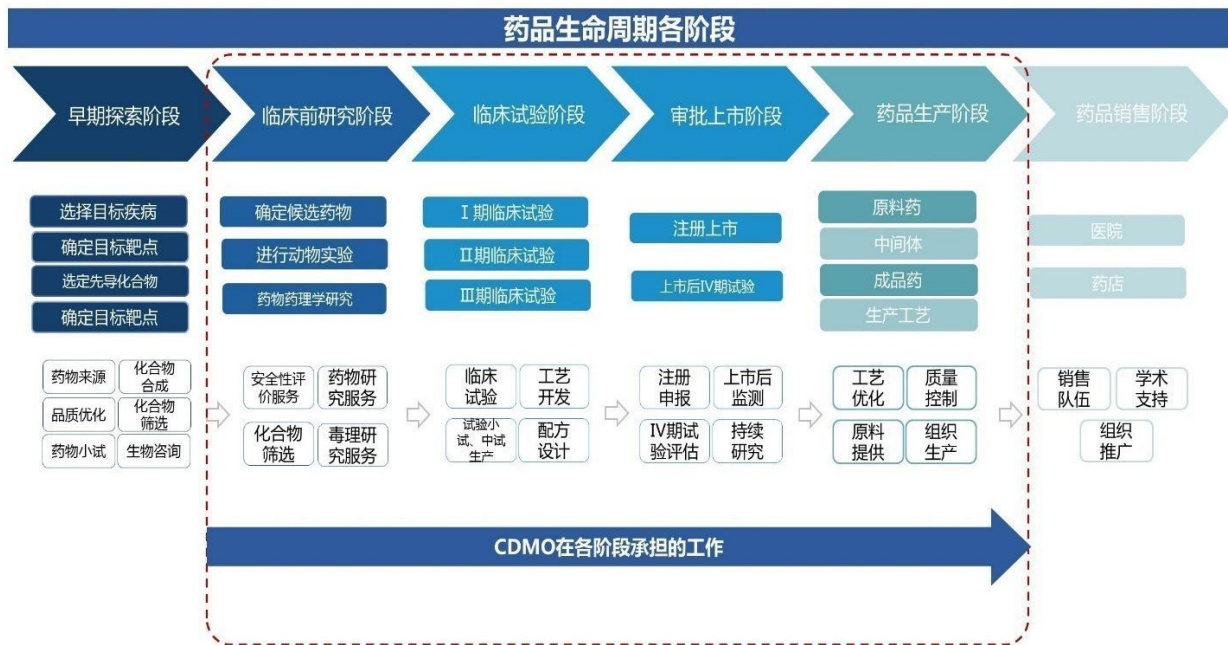 药品生命周期各阶段
早期探索阶段
临床前研究阶段
临床试验阶段
审批上市阶段
药品生产阶段
药品销售阶段
选择目标疾病
确定目标靶点
选定先导化合物
确定目标靶点
确定候选药物
进行动物实验
药物药理学研究
Ⅰ期临床试验
Ⅱ期临床试验
Ⅲ期临床试验
注册上市
上市后Ⅳ期试验
原料药
中间体
成品药
生产工艺
医院
药店
药物来源
化合物
合成
品质优化
化合物
筛选
药物小试
生物咨询
安全性评
价服务
药物研
究服务
化合物
筛选
毒理研
究服务
临床
试验
工艺
开发
试验小
试、中试
生产
配方
设计
注册
申报
上市后
监测
Ⅳ期试
验评估
持续
研究
工艺
优化
质量
控制
原料
提供
组织
生产
销售
队伍
学术
支持
组织
推广
CDMO在各阶段承担的工作